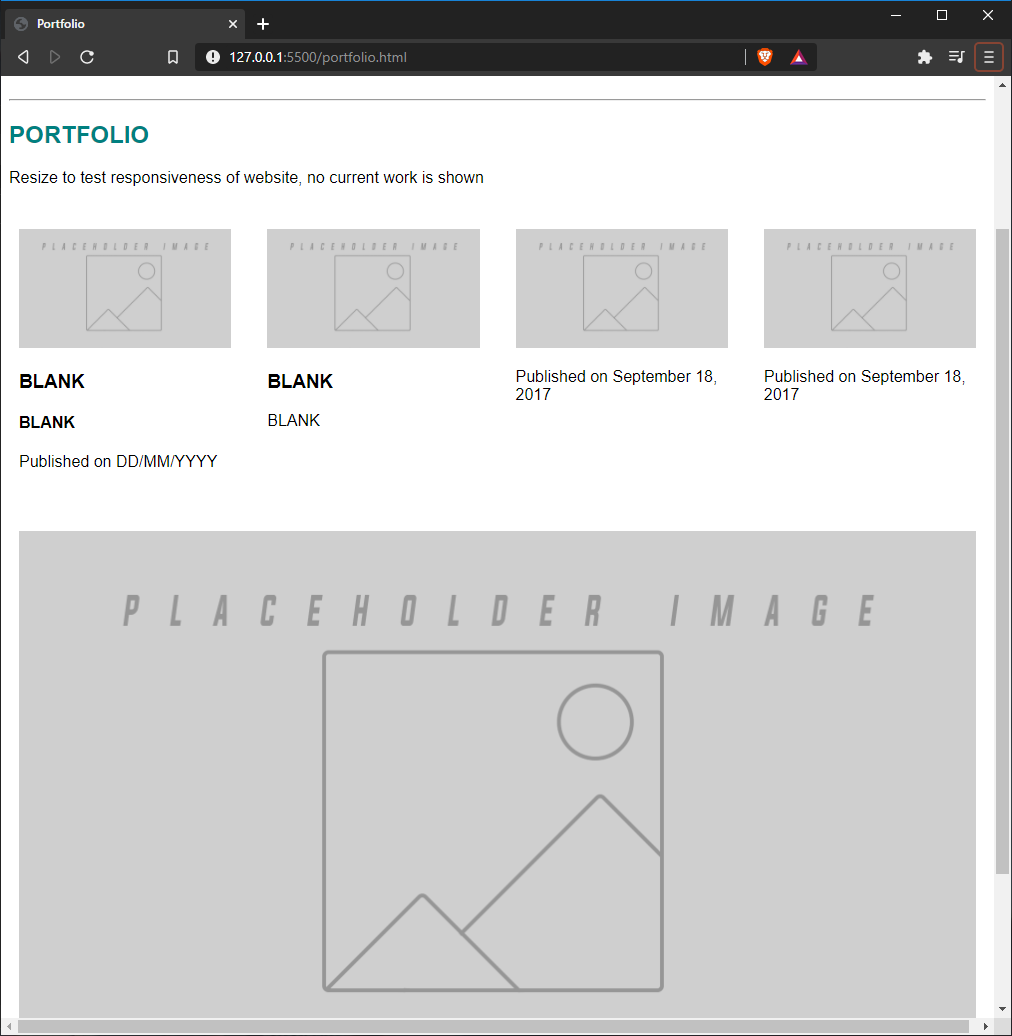 Portfolio
127.0.0.1:5500/portfolio.html
PORTFOLIO
Resize to test responsiveness of website, no current work is shown
PLACEHOLDER IMAGE
PLACEHOLDER IMAGE
PLACEHOLDER IMAGE
PLACEHOLDER IMAGE
BLANK
BLANK
Published on DD/MM/YYYY
BLANK
BLANK
Published on September 18,
2017
Published on September 18,
2017
PLACEHOLDER IMAGE